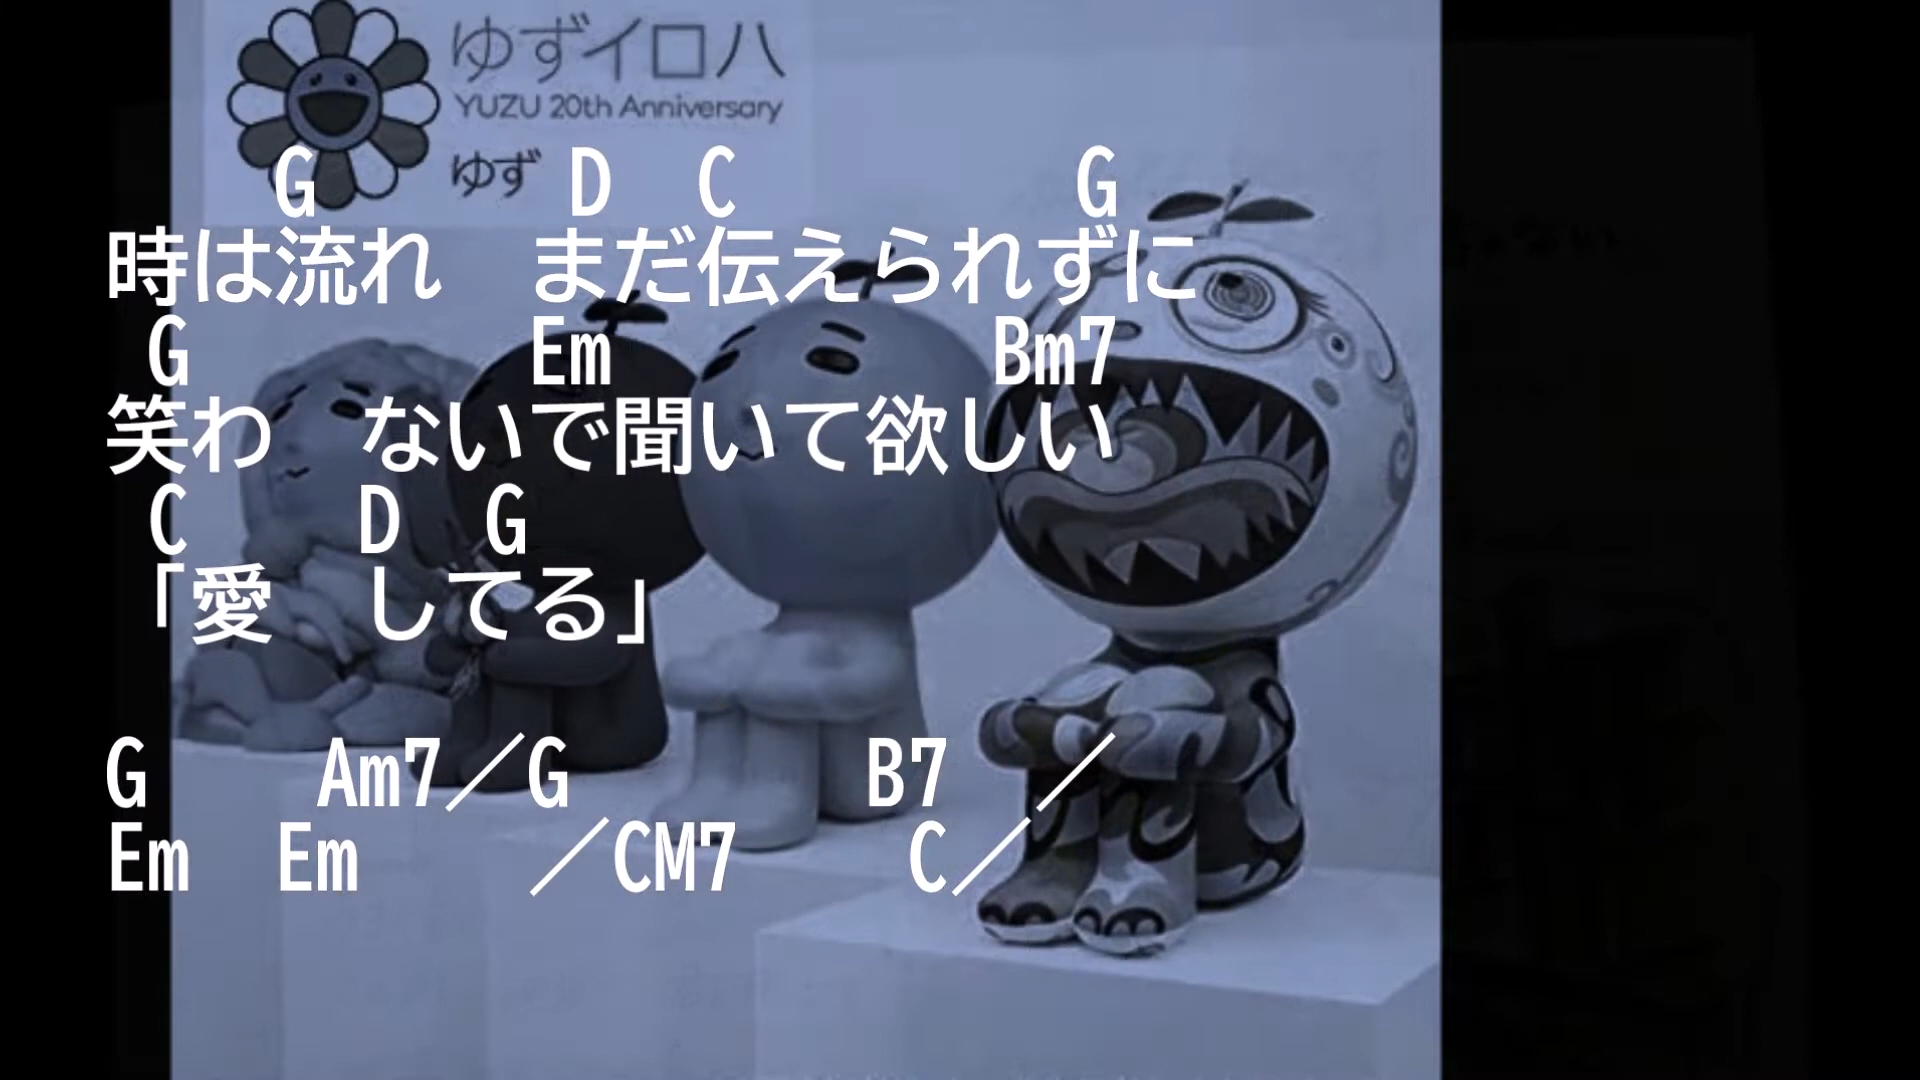 ゆずイロハ
YUZU 20th Anniversary
ゆず
G D C G
時は流れ　まだ伝えられずに
G Em Bm7
笑わ　ないで聞いて欲しい
C D G
「愛　してる」
G Am7／G B7 ／
Em Em ／CM7 C／